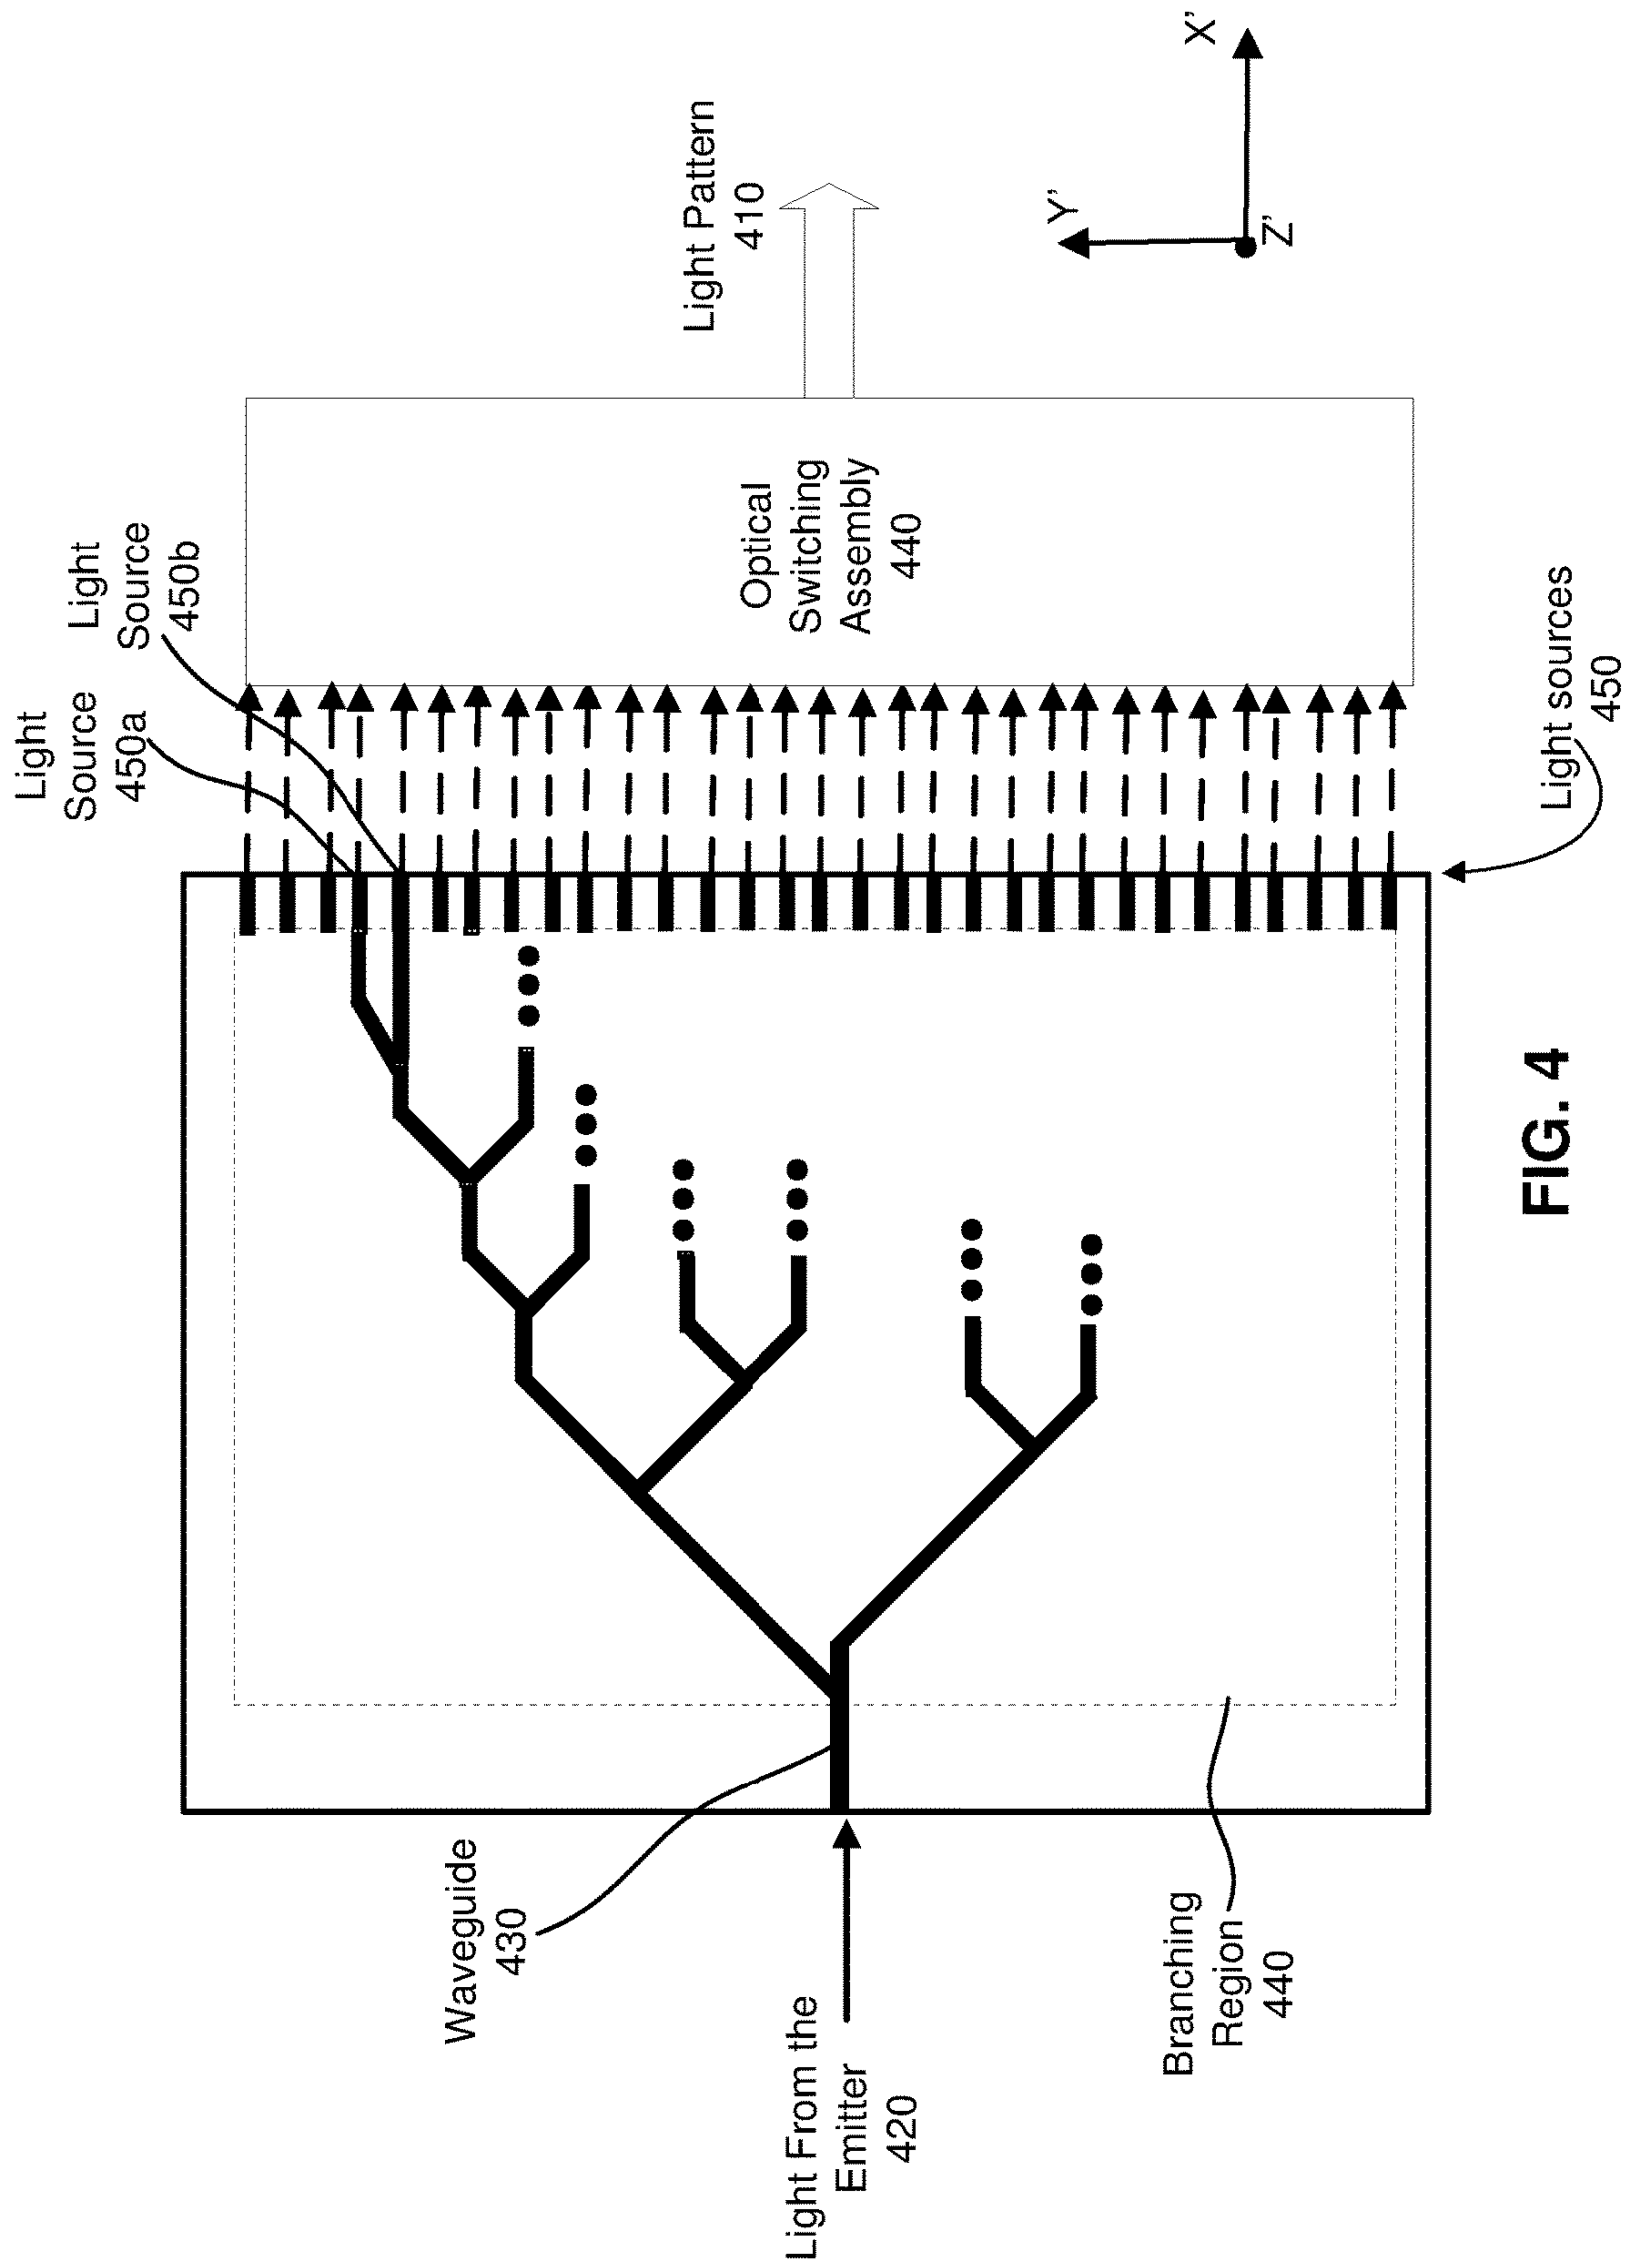 Light
Source
450a
Light
Source
450b
Light Pattern
410
Y'
X'
Z'
Optical
Switching
Assembly
440
Waveguide
430
Light From the
Emitter
420
Branching
Region
440
Light sources
450
FIG. 4